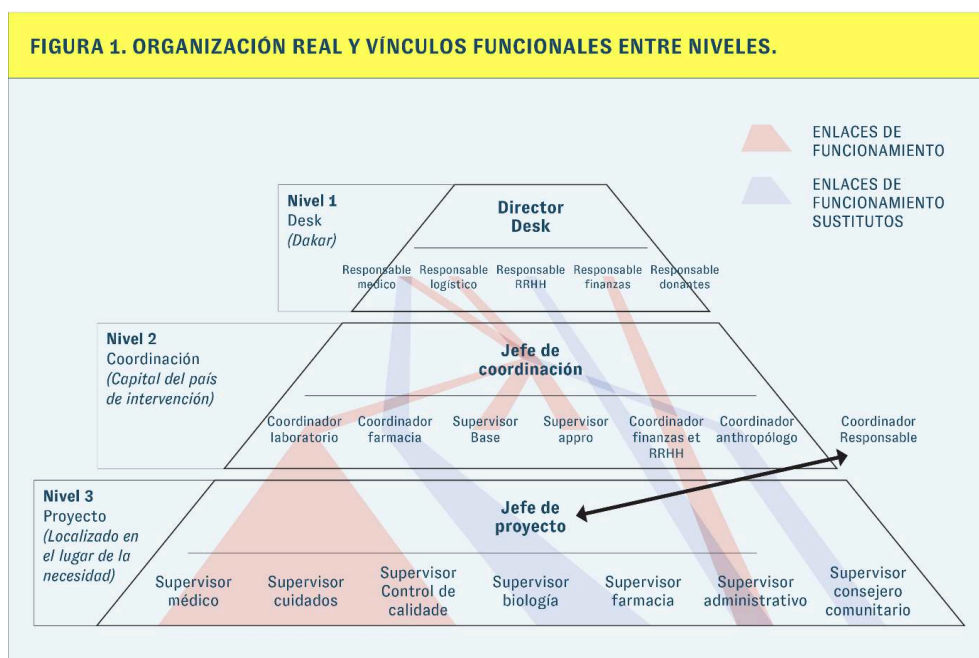 FIGURA 1. ORGANIZACIÓN REAL Y VÍNCULOS FUNCIONALES ENTRE NIVELES.
ENLACES DE
FUNCIONAMIENTO
ENLACES DE
FUNCIONAMIENTO
SUSTITUTOS
Nivel 1
Desk
(Dakar)
Director
Desk
Responsable
medico
Responsable
logístico
Responsable
RRHH
Responsable
finanzas
Responsable
donantes
Nivel 2
Coordinación
(Capital del país
de intervención)
Jefe de
coordinación
Coordinador
laboratorio
Coordinador
farmacia
Supervisor
Base
Supervisor
appro
Coordinador
finanzas et
RRHH
Coordinador
anthropólogo
Coordinador
Responsable
Nivel 3
Proyecto
(Localizado en
el lugar de la
necesidad)
Jefe de
proyecto
Supervisor
médico
Supervisor
cuidados
Supervisor
Control de
calidade
Supervisor
biología
Supervisor
farmacia
Supervisor
administrativo
Supervisor
consejero
comunitario